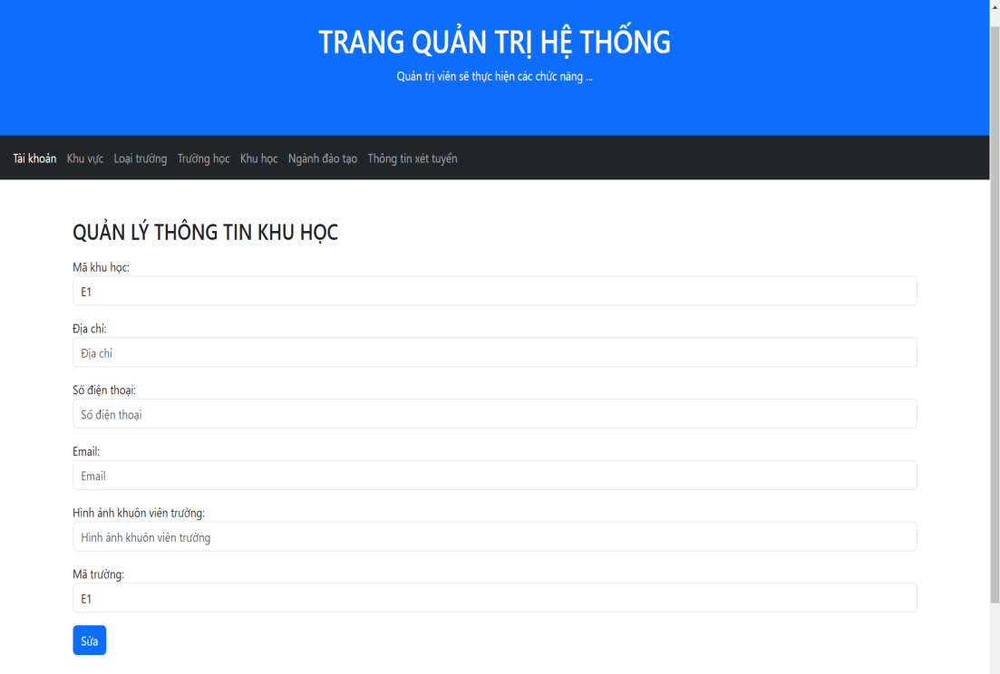 TRANG QUẢN TRỊ HỆ THỐNG
Quản trị viên sẽ thực hiện các chức năng ...
Tài khoản Khu vực Loại trường Trường học Khu học Ngành đào tạo Thông tin xét tuyển
QUẢN LÝ THÔNG TIN KHU HỌC
Mã khu học:
E1
Địa chỉ:
Địa chỉ
Số điện thoại:
Số điện thoại
Email:
Email
Hình ảnh khuôn viên trường:
Hình ảnh khuôn viên trường
Mã trường:
E1
Sửa